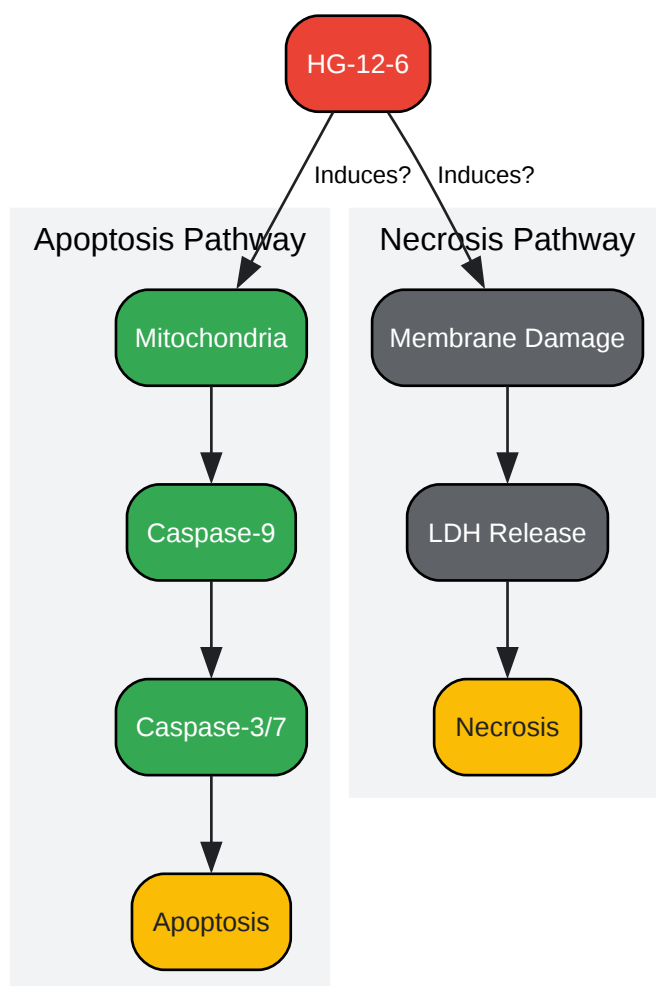 HG-12-6
Induces?
Induces?
Apoptosis Pathway
Necrosis Pathway
Mitochondria
Membrane Damage
Caspase-9
LDH Release
Caspase-3/7
Necrosis
Apoptosis